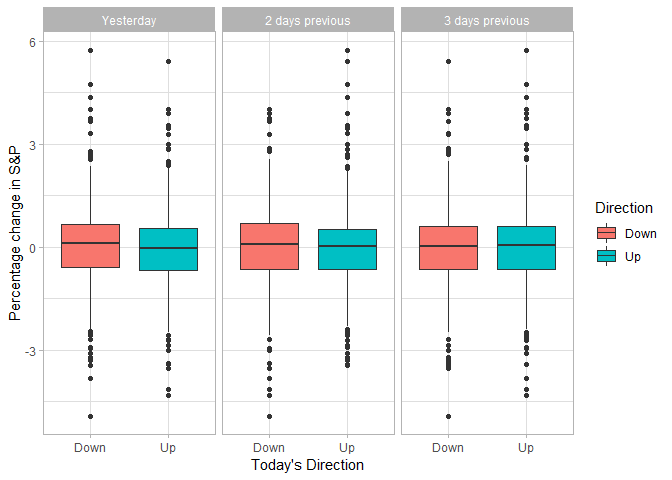 Yesterday
2 days previous
3 days previous
Percentage change in S&P
6
3
0
-3
Down
Up
Down
Up
Down
Up
Today's Direction
Direction
Down
Up